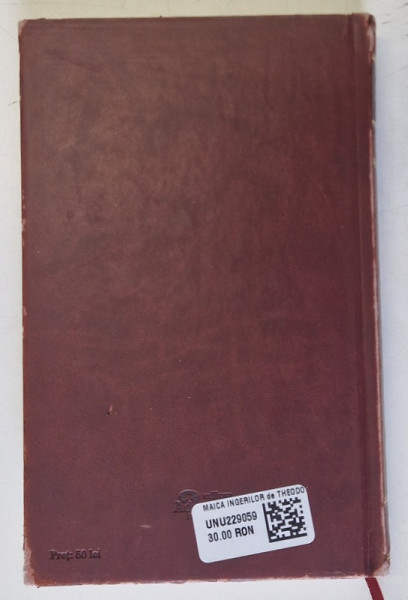 MAICA INGERILOR de THEODO
UNU229059
30.00 RON
Preț: 50 lei